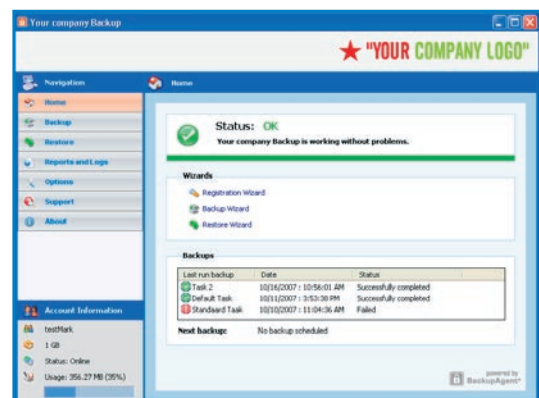 Your company Backup
"YOUR COMPANY LOGO"
Navigation
Home
Home
Backup
Restore
Reports and Logs
Options
Support
About
Status: OK
Your company Backup is working without problems.
Wizards
Registration Wizard
Backup Wizard
Restore Wizard
Backups
Last run backup Date Status
Task 2 10/16/2007 : 10:56:01 AM Successfully completed
Default Task 10/11/2007 : 3:53:38 PM Successfully completed
Standaard Task 10/10/2007 : 11:04:36 AM Failed
Next backup: No backup scheduled
Account Information
testMark
1 GB
Status: Online
Usage: 356.27 MB (35%)
powered by
BackupAgent